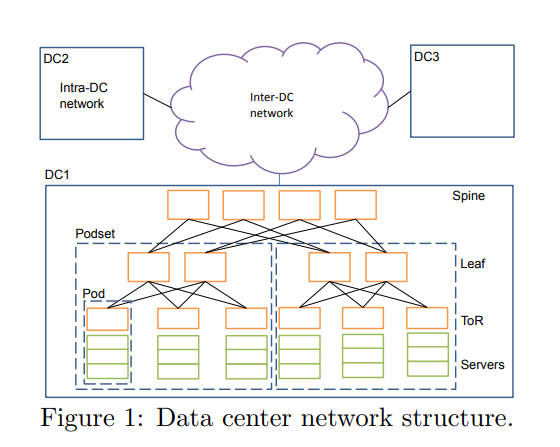 DC2
DC3
Intra-DC
network
Inter-DC
network
DC1
Spine
Podset
Leaf
Pod
ToR
Servers
Figure 1: Data center network structure.